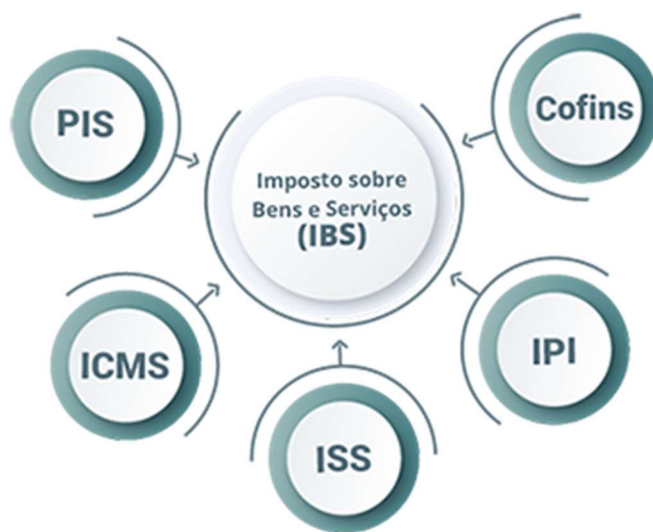 PIS
Cofins
Imposto sobre
Bens e Serviços
(IBS)
ICMS
IPI
ISS